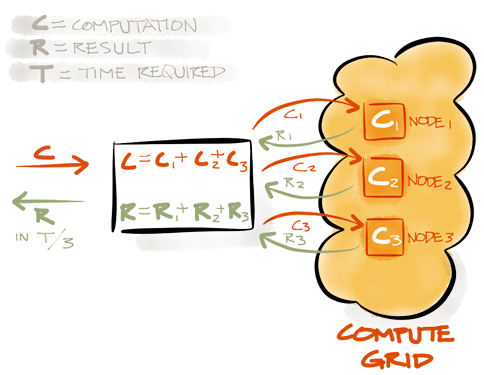 C = COMPUTATION
R = RESULT
T = TIME REQUIRED
C
R
IN T/3
C = C1 + C2 + C3
R = R1 + R2 + R3
C1
R1
C2
R2
C3
R3
C1 NODE 1
C2 NODE 2
C3 NODE 3
COMPUTE
GRID